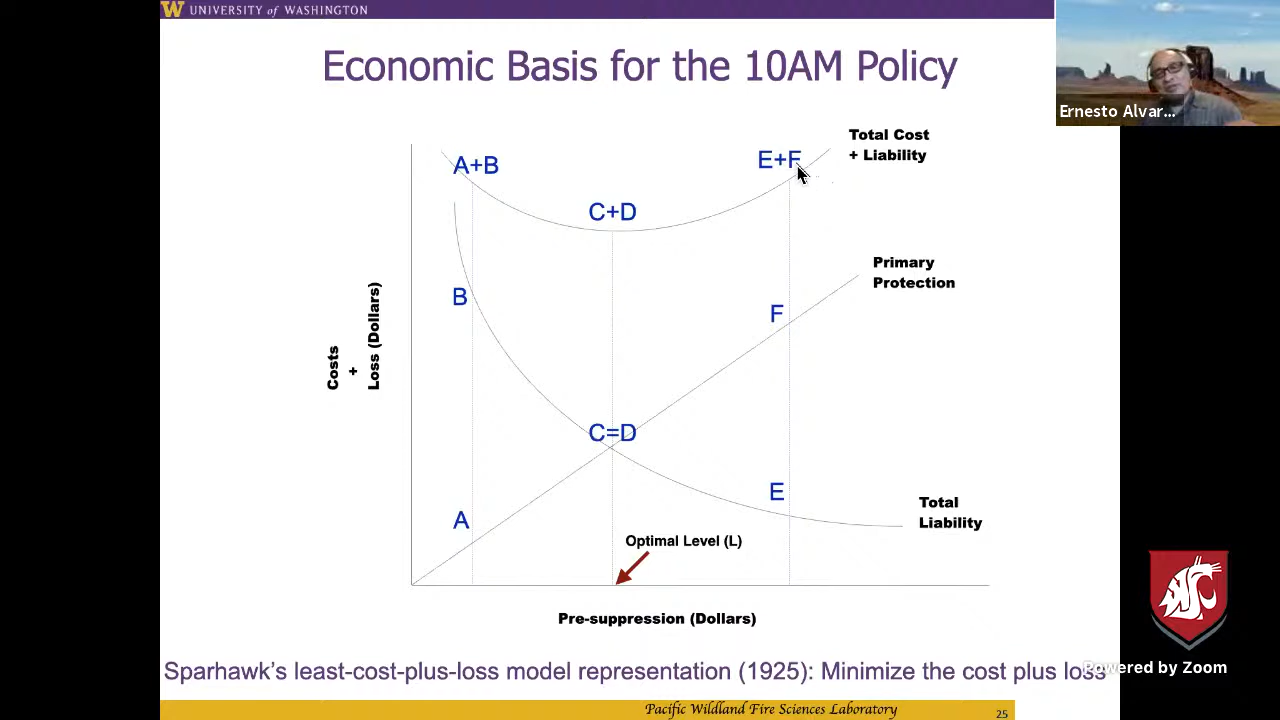 UNIVERSITY of WASHINGTON
Economic Basis for the 10AM Policy
Ernesto Alvar...
Total Cost
+ Liability
A+B
E+F
C+D
Primary
Protection
B
F
Costs
+
Loss (Dollars)
C=D
E
A
Total
Liability
Optimal Level (L)
Pre-suppression (Dollars)
Sparhawk's least-cost-plus-loss model representation (1925): Minimize the cost plus loss
Powered by Zoom
Pacific Wildland Fire Sciences Laboratory
25